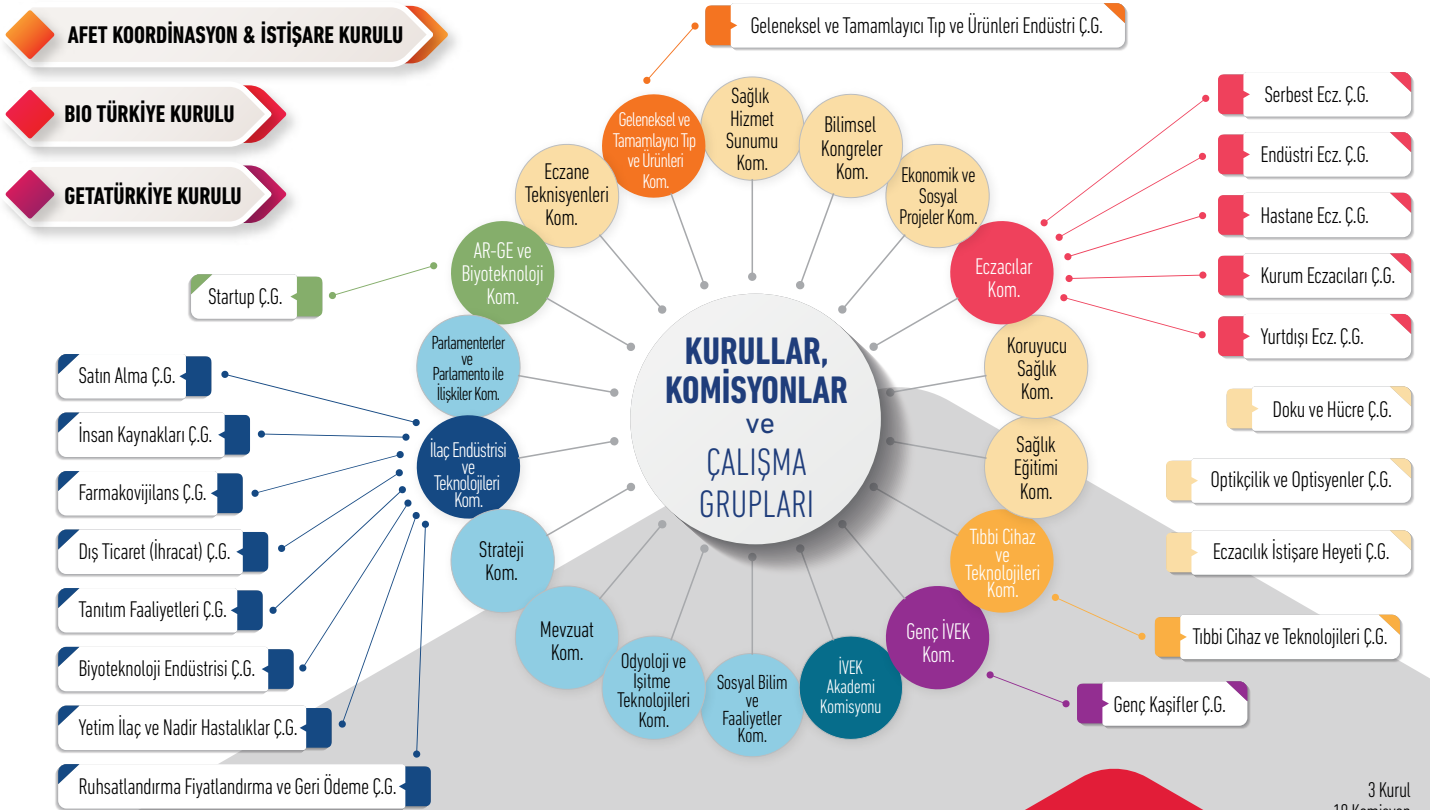 AFET KOORDİNASYON & İSTİŞARE KURULU
BIO TÜRKİYE KURULU
GETATÜRKİYE KURULU
Geleneksel ve Tamamlayıcı Tıp ve Ürünleri Endüstri Ç.G.
Geleneksel ve
Tamamlayıcı Tıp
ve Ürünleri
Kom.
Sağlık
Hizmet
Sunumu
Kom.
Bilimsel
Kongreler
Kom.
Ekonomik ve
Sosyal
Projeler Kom.
Eczacılar
Kom.
Koruyucu
Sağlık
Kom.
Sağlık
Eğitimi
Kom.
Tıbbi Cihaz
ve
Teknolojileri
Kom.
Genç İVEK
Kom.
İVEK
Akademi
Komisyonu
Sosyal Bilim
ve
Faaliyetler
Kom.
Odyoloji ve
İşitme
Teknolojileri
Kom.
Mevzuat
Kom.
Strateji
Kom.
İlaç Endüstrisi
ve
Teknolojileri
Kom.
Parlamenterler
ve
Parlamento ile
İlişkiler Kom.
AR-GE ve
Biyoteknoloji
Kom.
Eczane
Teknisyenleri
Kom.
KURULLAR,
KOMİSYONLAR
ve
ÇALIŞMA
GRUPLARI
Startup Ç.G.
Satın Alma Ç.G.
İnsan Kaynakları Ç.G.
Farmakovijilans Ç.G.
Dış Ticaret (İhracat) Ç.G.
Tanıtım Faaliyetleri Ç.G.
Biyoteknoloji Endüstrisi Ç.G.
Yetim İlaç ve Nadir Hastalıklar Ç.G.
Ruhsatlandırma Fiyatlandırma ve Geri Ödeme Ç.G.
Serbest Ecz. Ç.G.
Endüstri Ecz. Ç.G.
Hastane Ecz. Ç.G.
Kurum Eczacıları Ç.G.
Yurtdışı Ecz. Ç.G.
Doku ve Hücre Ç.G.
Optikçilik ve Optisyenler Ç.G.
Eczacılık İstişare Heyeti Ç.G.
Tıbbi Cihaz ve Teknolojileri Ç.G.
Genç Kaşifler Ç.G.
3 Kurul